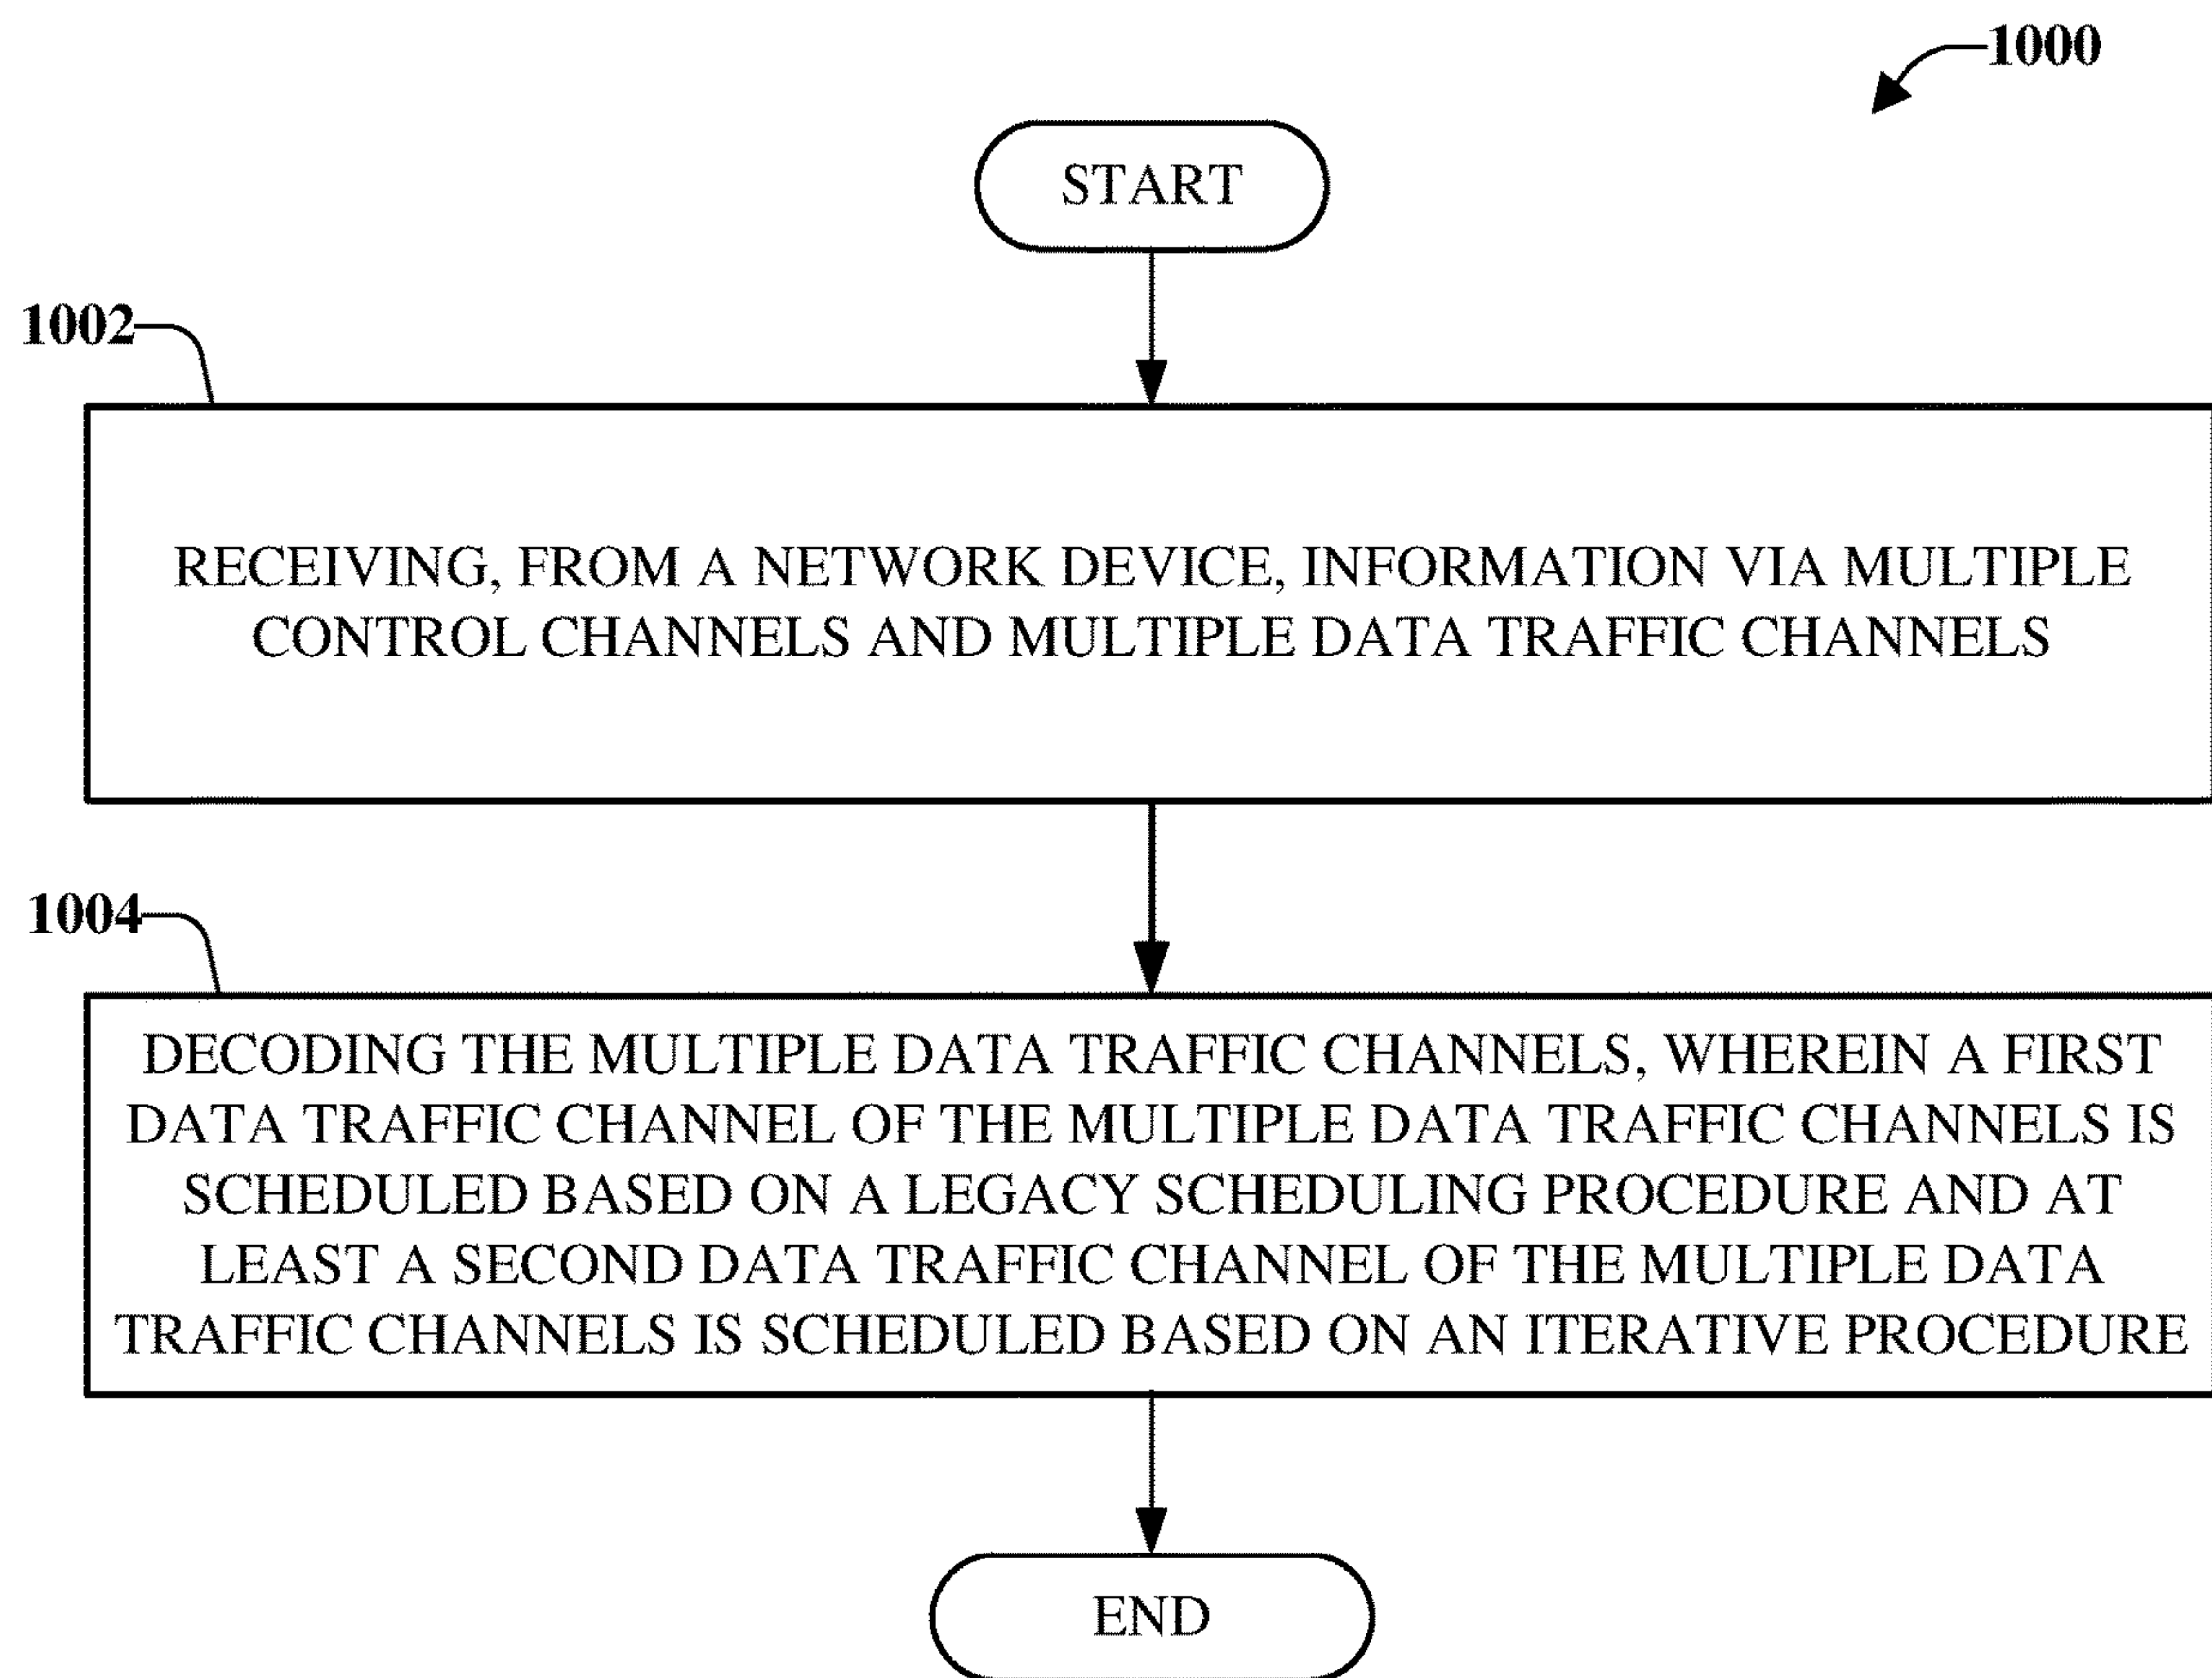 1000
START
1002
RECEIVING, FROM A NETWORK DEVICE, INFORMATION VIA MULTIPLE
CONTROL CHANNELS AND MULTIPLE DATA TRAFFIC CHANNELS
1004
DECODING THE MULTIPLE DATA TRAFFIC CHANNELS, WHEREIN A FIRST
DATA TRAFFIC CHANNEL OF THE MULTIPLE DATA TRAFFIC CHANNELS IS
SCHEDULED BASED ON A LEGACY SCHEDULING PROCEDURE AND AT
LEAST A SECOND DATA TRAFFIC CHANNEL OF THE MULTIPLE DATA
TRAFFIC CHANNELS IS SCHEDULED BASED ON AN ITERATIVE PROCEDURE
END